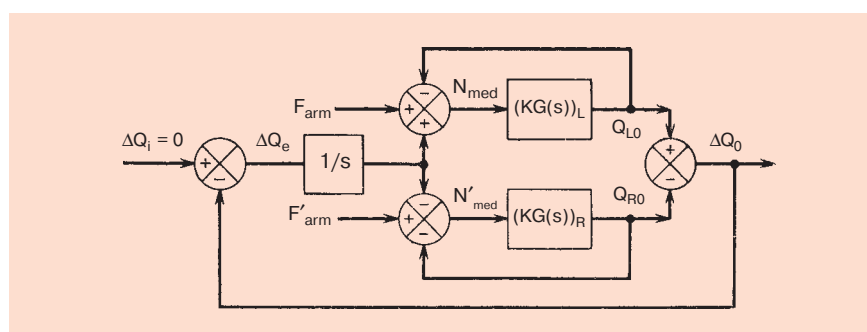 N_med
(KG(s))_L
F_arm
Q_L0
ΔQ_i = 0
ΔQ_e
1/s
ΔQ_0
N′_med
(KG(s))_R
Q_R0
F′_arm
−
+
+
+
−
+
−
−
+
−